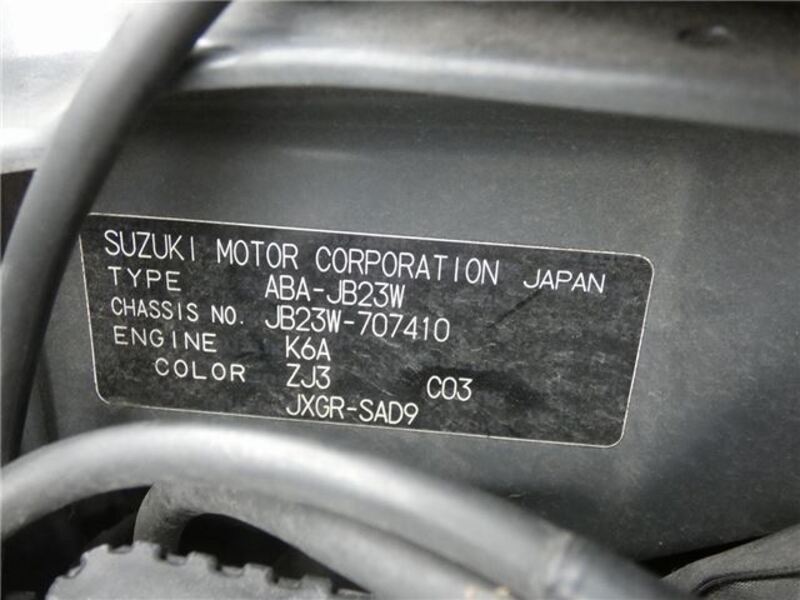 SUZUKI MOTOR CORPORATION JAPAN
TYPE ABA-JB23W
CHASSIS NO. JB23W-707410
ENGINE K6A
COLOR ZJ3 C03
JXGR-SAD9